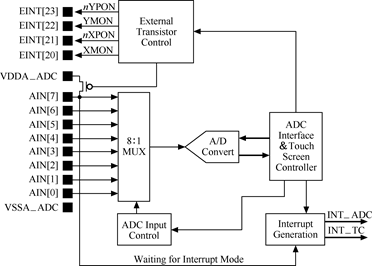 EINT[23] nYPON
EINT[22] YMON
EINT[21] nXPON
EINT[20] XMON
External
Transistor
Control
VDDA_ADC
AIN[7]
AIN[6]
AIN[5]
AIN[4]
AIN[3]
AIN[2]
AIN[1]
AIN[0]
VSSA_ADC
8:1
MUX
A/D
Convert
ADC
Interface
&Touch
Screen
Controller
ADC Input
Control
Interrupt
Generation
INT_ADC
INT_TC
Waiting for Interrupt Mode